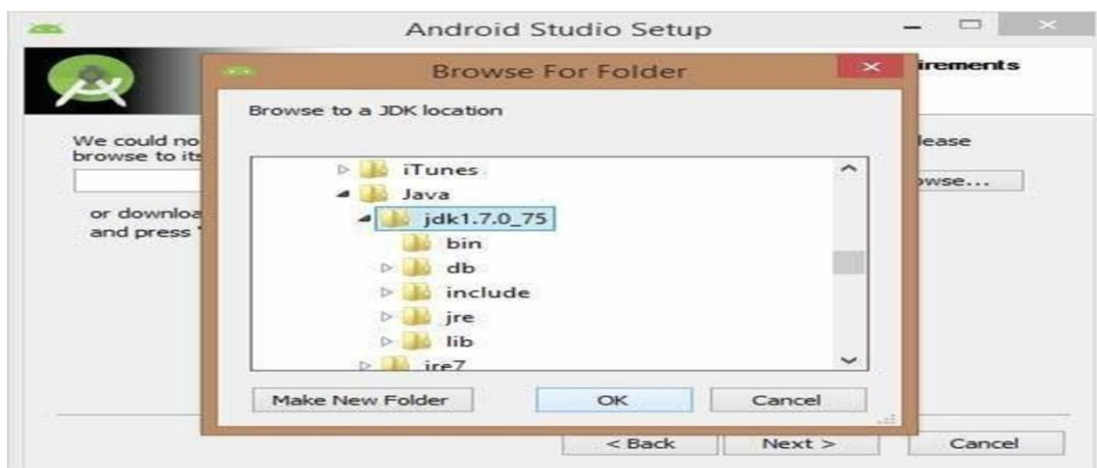 Android Studio Setup
Browse For Folder
irements
Browse to a JDK location
We could no
lease
browse to its
iTunes
owse...
Java
or downloa
jdk1.7.0_75
and press "
bin
db
include
jre
lib
jre7
Make New Folder
OK
Cancel
< Back
Next >
Cancel